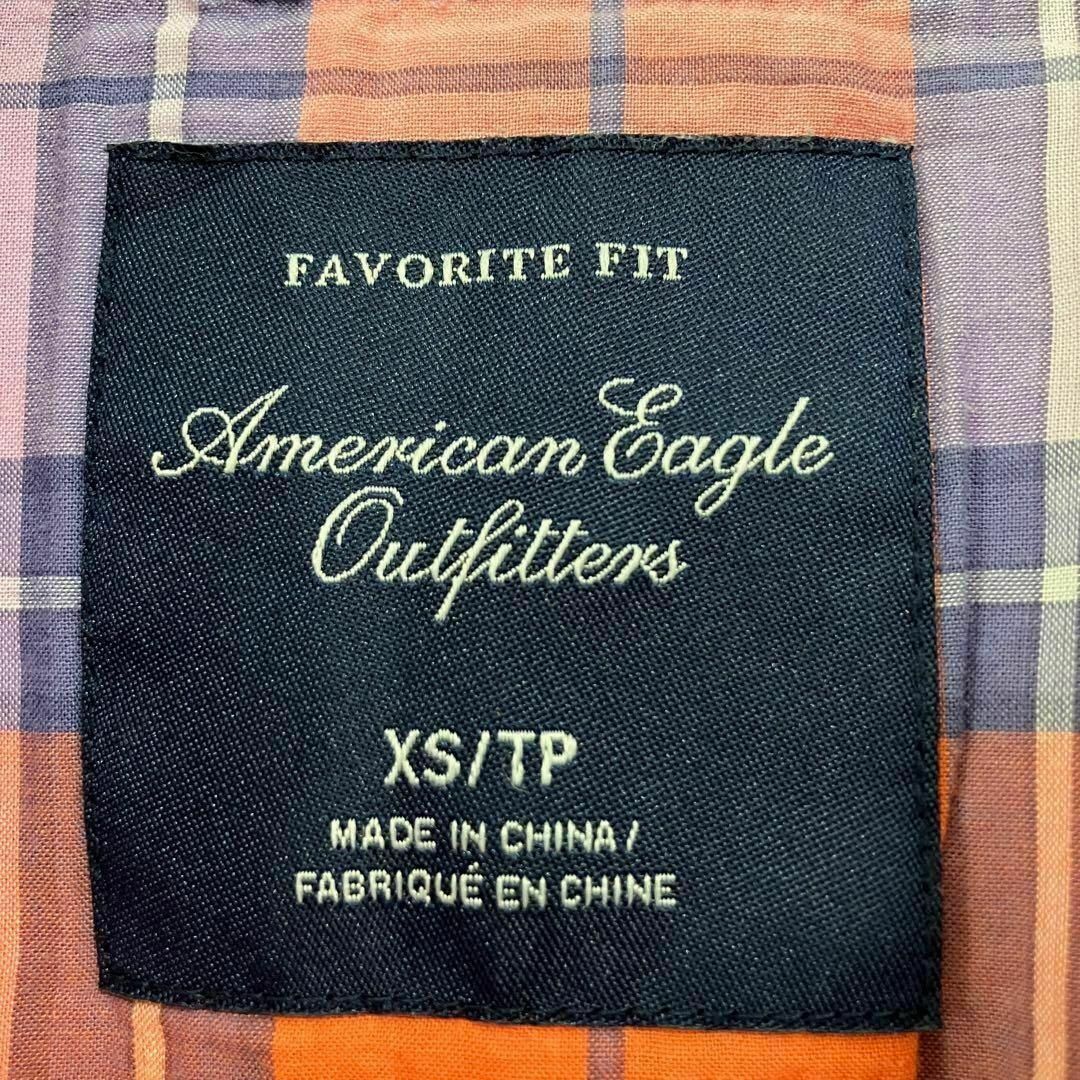 FAVORITE FIT
American Eagle
Outfitters
XS/TP
MADE IN CHINA/
FABRIQUÉ EN CHINE